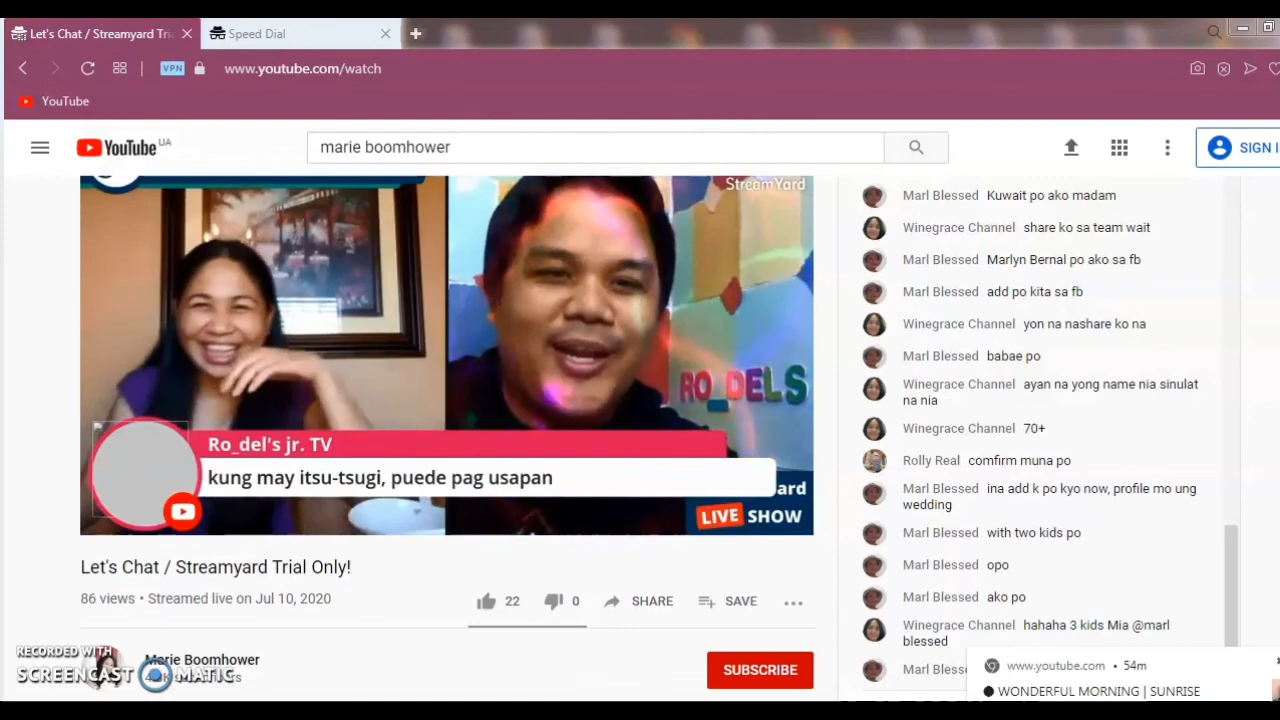 Let's Chat / Streamyard Tria
Speed Dial
VPN
www.youtube.com/watch
YouTube
YouTube UA
marie boomhower
SIGN I
StreamYard
RO_DELS
Ro_del's jr. TV
kung may itsu-tsugi, puede pag usapan
ard
LIVE SHOW
Let's Chat / Streamyard Trial Only!
86 views • Streamed live on Jul 10, 2020
22
0
SHARE
SAVE
Marie Boomhower
SUBSCRIBE
RECORDED WITH
SCREENCAST MATIC
Marl Blessed Kuwait po ako madam
Winegrace Channel share ko sa team wait
Marl Blessed Marlyn Bernal po ako sa fb
Marl Blessed add po kita sa fb
Winegrace Channel yon na nashare ko na
Marl Blessed babae po
Winegrace Channel ayan na yong name nia sinulat
na nia
Winegrace Channel 70+
Rolly Real comfirm muna po
Marl Blessed ina add k po kyo now, profile mo ung
wedding
Marl Blessed with two kids po
Marl Blessed opo
Marl Blessed ako po
Winegrace Channel hahaha 3 kids Mia @marl
blessed
Marl Blesse
www.youtube.com • 54m
WONDERFUL MORNING | SUNRISE